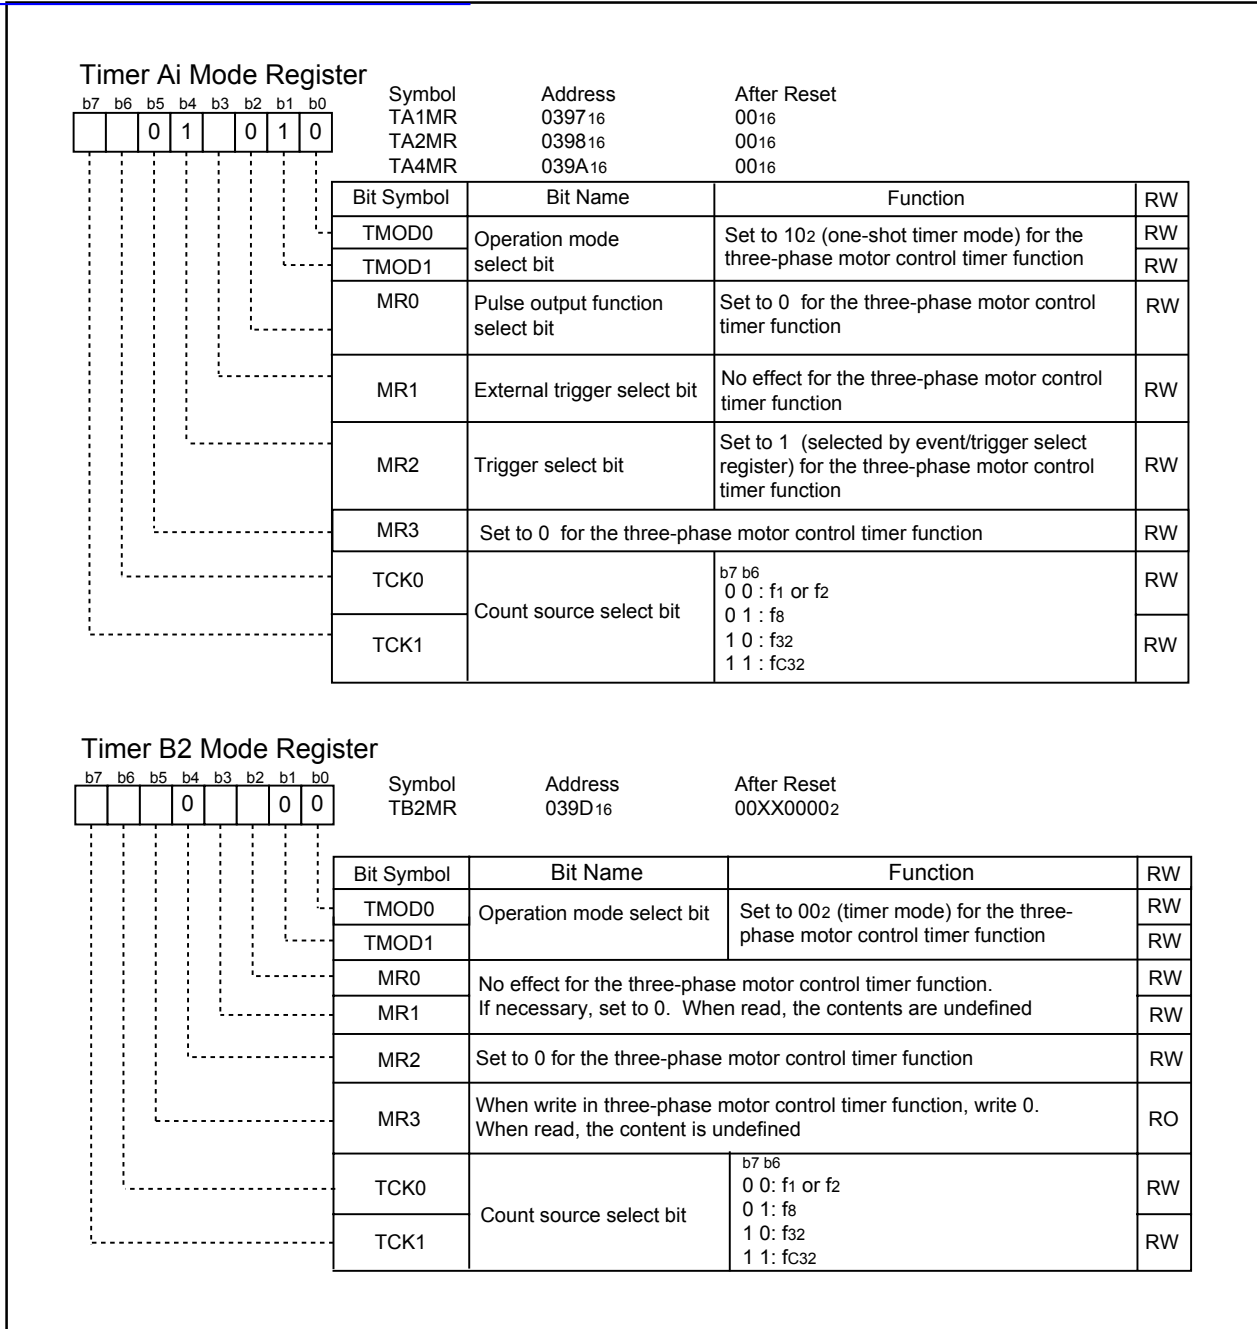 Timer Ai Mode Register
b7 b6 b5 b4 b3 b2 b1 b0
0 1 0 1 0
Symbol Address After Reset
TA1MR 039716 0016
TA2MR 039816 0016
TA4MR 039A16 0016
Bit Symbol Bit Name Function RW
TMOD0 Operation mode Set to 102 (one-shot timer mode) for the RW
TMOD1 select bit three-phase motor control timer function RW
MR0 Pulse output function Set to 0 for the three-phase motor control RW
select bit timer function
MR1 External trigger select bit No effect for the three-phase motor control RW
timer function
Set to 1 (selected by event/trigger select
MR2 Trigger select bit register) for the three-phase motor control RW
timer function
MR3 Set to 0 for the three-phase motor control timer function RW
b7 b6
TCK0 0 0 : f1 or f2 RW
Count source select bit 0 1 : f8
TCK1 1 0 : f32 RW
1 1 : fC32
Timer B2 Mode Register
b7 b6 b5 b4 b3 b2 b1 b0
0 0 0
Symbol Address After Reset
TB2MR 039D16 00XX00002
Bit Symbol Bit Name Function RW
TMOD0 Operation mode select bit Set to 002 (timer mode) for the three- RW
TMOD1 phase motor control timer function RW
MR0 No effect for the three-phase motor control timer function. RW
MR1 If necessary, set to 0. When read, the contents are undefined RW
MR2 Set to 0 for the three-phase motor control timer function RW
When write in three-phase motor control timer function, write 0.
MR3 When read, the content is undefined RO
b7 b6
TCK0 0 0: f1 or f2 RW
Count source select bit 0 1: f8
TCK1 1 0: f32 RW
1 1: fC32